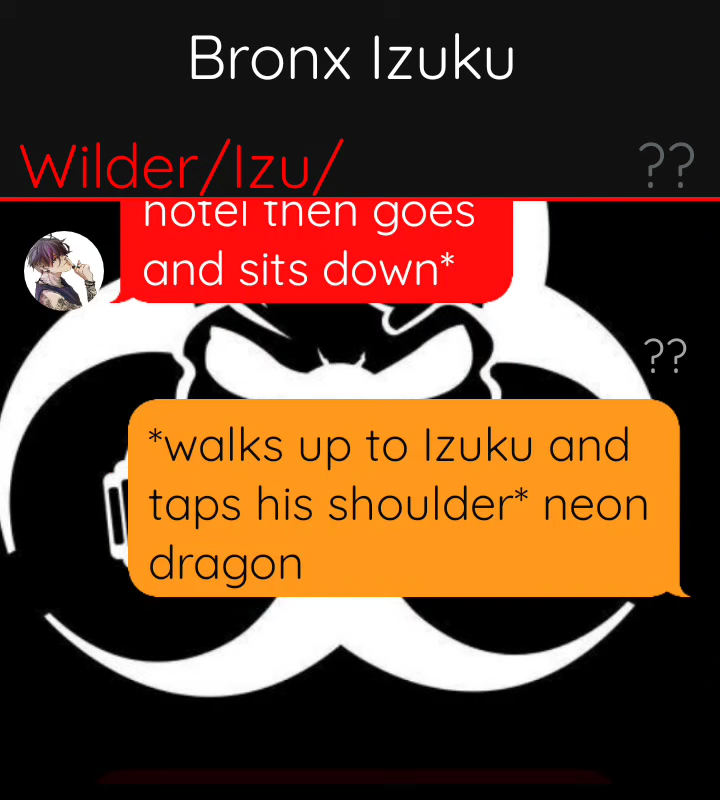 Bronx Izuku
Wilder/Izu/
??
hotel then goes
and sits down*
??
*walks up to Izuku and
taps his shoulder* neon
dragon